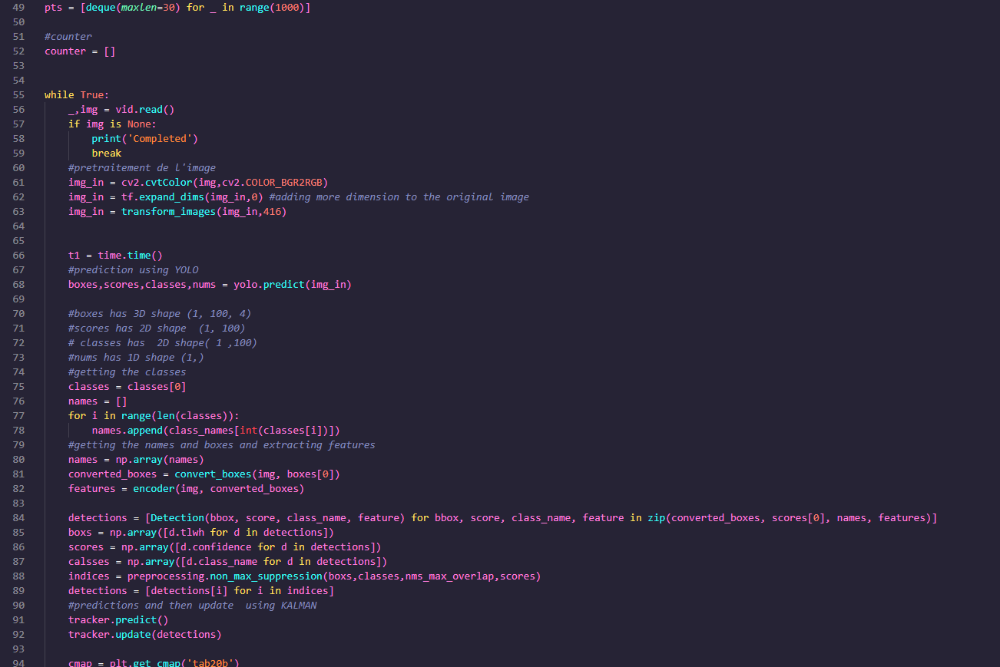 49 pts = [deque(maxlen=30) for _ in range(1000)]
50
51 #counter
52 counter = []
53
54
55 while True:
56     _,img = vid.read()
57     if img is None:
58         print('Completed')
59         break
60     #pretraitement de l'image
61     img_in = cv2.cvtColor(img,cv2.COLOR_BGR2RGB)
62     img_in = tf.expand_dims(img_in,0) #adding more dimension to the original image
63     img_in = transform_images(img_in,416)
64
65
66     t1 = time.time()
67     #prediction using YOLO
68     boxes,scores,classes,nums = yolo.predict(img_in)
69
70     #boxes has 3D shape (1, 100, 4)
71     #scores has 2D shape  (1, 100)
72     # classes has  2D shape( 1 ,100)
73     #nums has 1D shape (1,)
74     #getting the classes
75     classes = classes[0]
76     names = []
77     for i in range(len(classes)):
78         names.append(class_names[int(classes[i])])
79     #getting the names and boxes and extracting features
80     names = np.array(names)
81     converted_boxes = convert_boxes(img, boxes[0])
82     features = encoder(img, converted_boxes)
83
84     detections = [Detection(bbox, score, class_name, feature) for bbox, score, class_name, feature in zip(converted_boxes, scores[0], names, features)]
85     boxs = np.array([d.tlwh for d in detections])
86     scores = np.array([d.confidence for d in detections])
87     calsses = np.array([d.class_name for d in detections])
88     indices = preprocessing.non_max_suppression(boxs,classes,nms_max_overlap,scores)
89     detections = [detections[i] for i in indices]
90     #predictions and then update  using KALMAN
91     tracker.predict()
92     tracker.update(detections)
93
94     cmap = plt.get_cmap('tab20b')